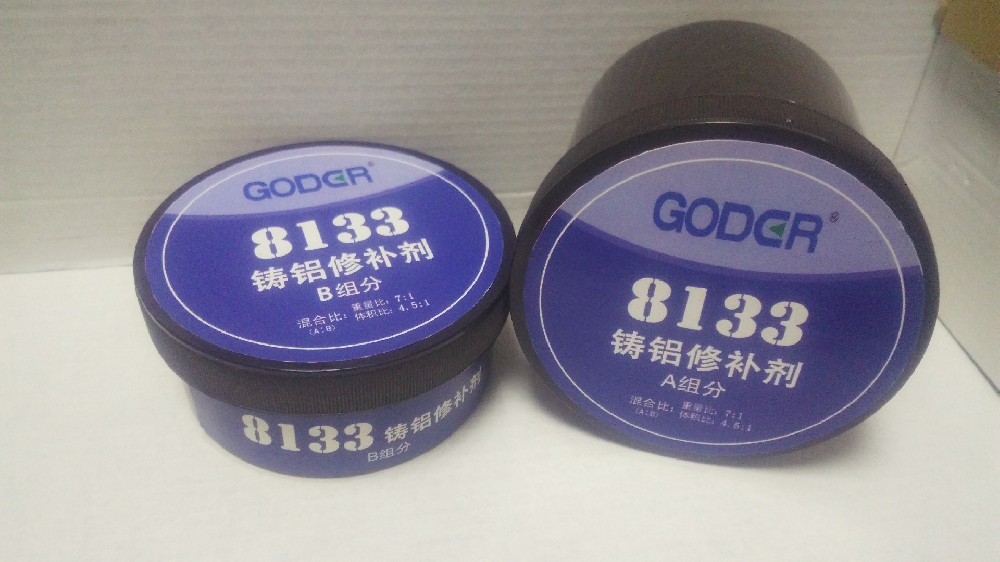 GODER®
8133
铸铝修补剂
B组分
混合比: 重量比: 7:1
(A:B) 体积比: 4.5:1
8133 铸铝修补剂
B组分
GODER®
8133
铸铝修补剂
A组分
混合比: 重量比: 7:1
(A:B) 体积比: 4.5:1